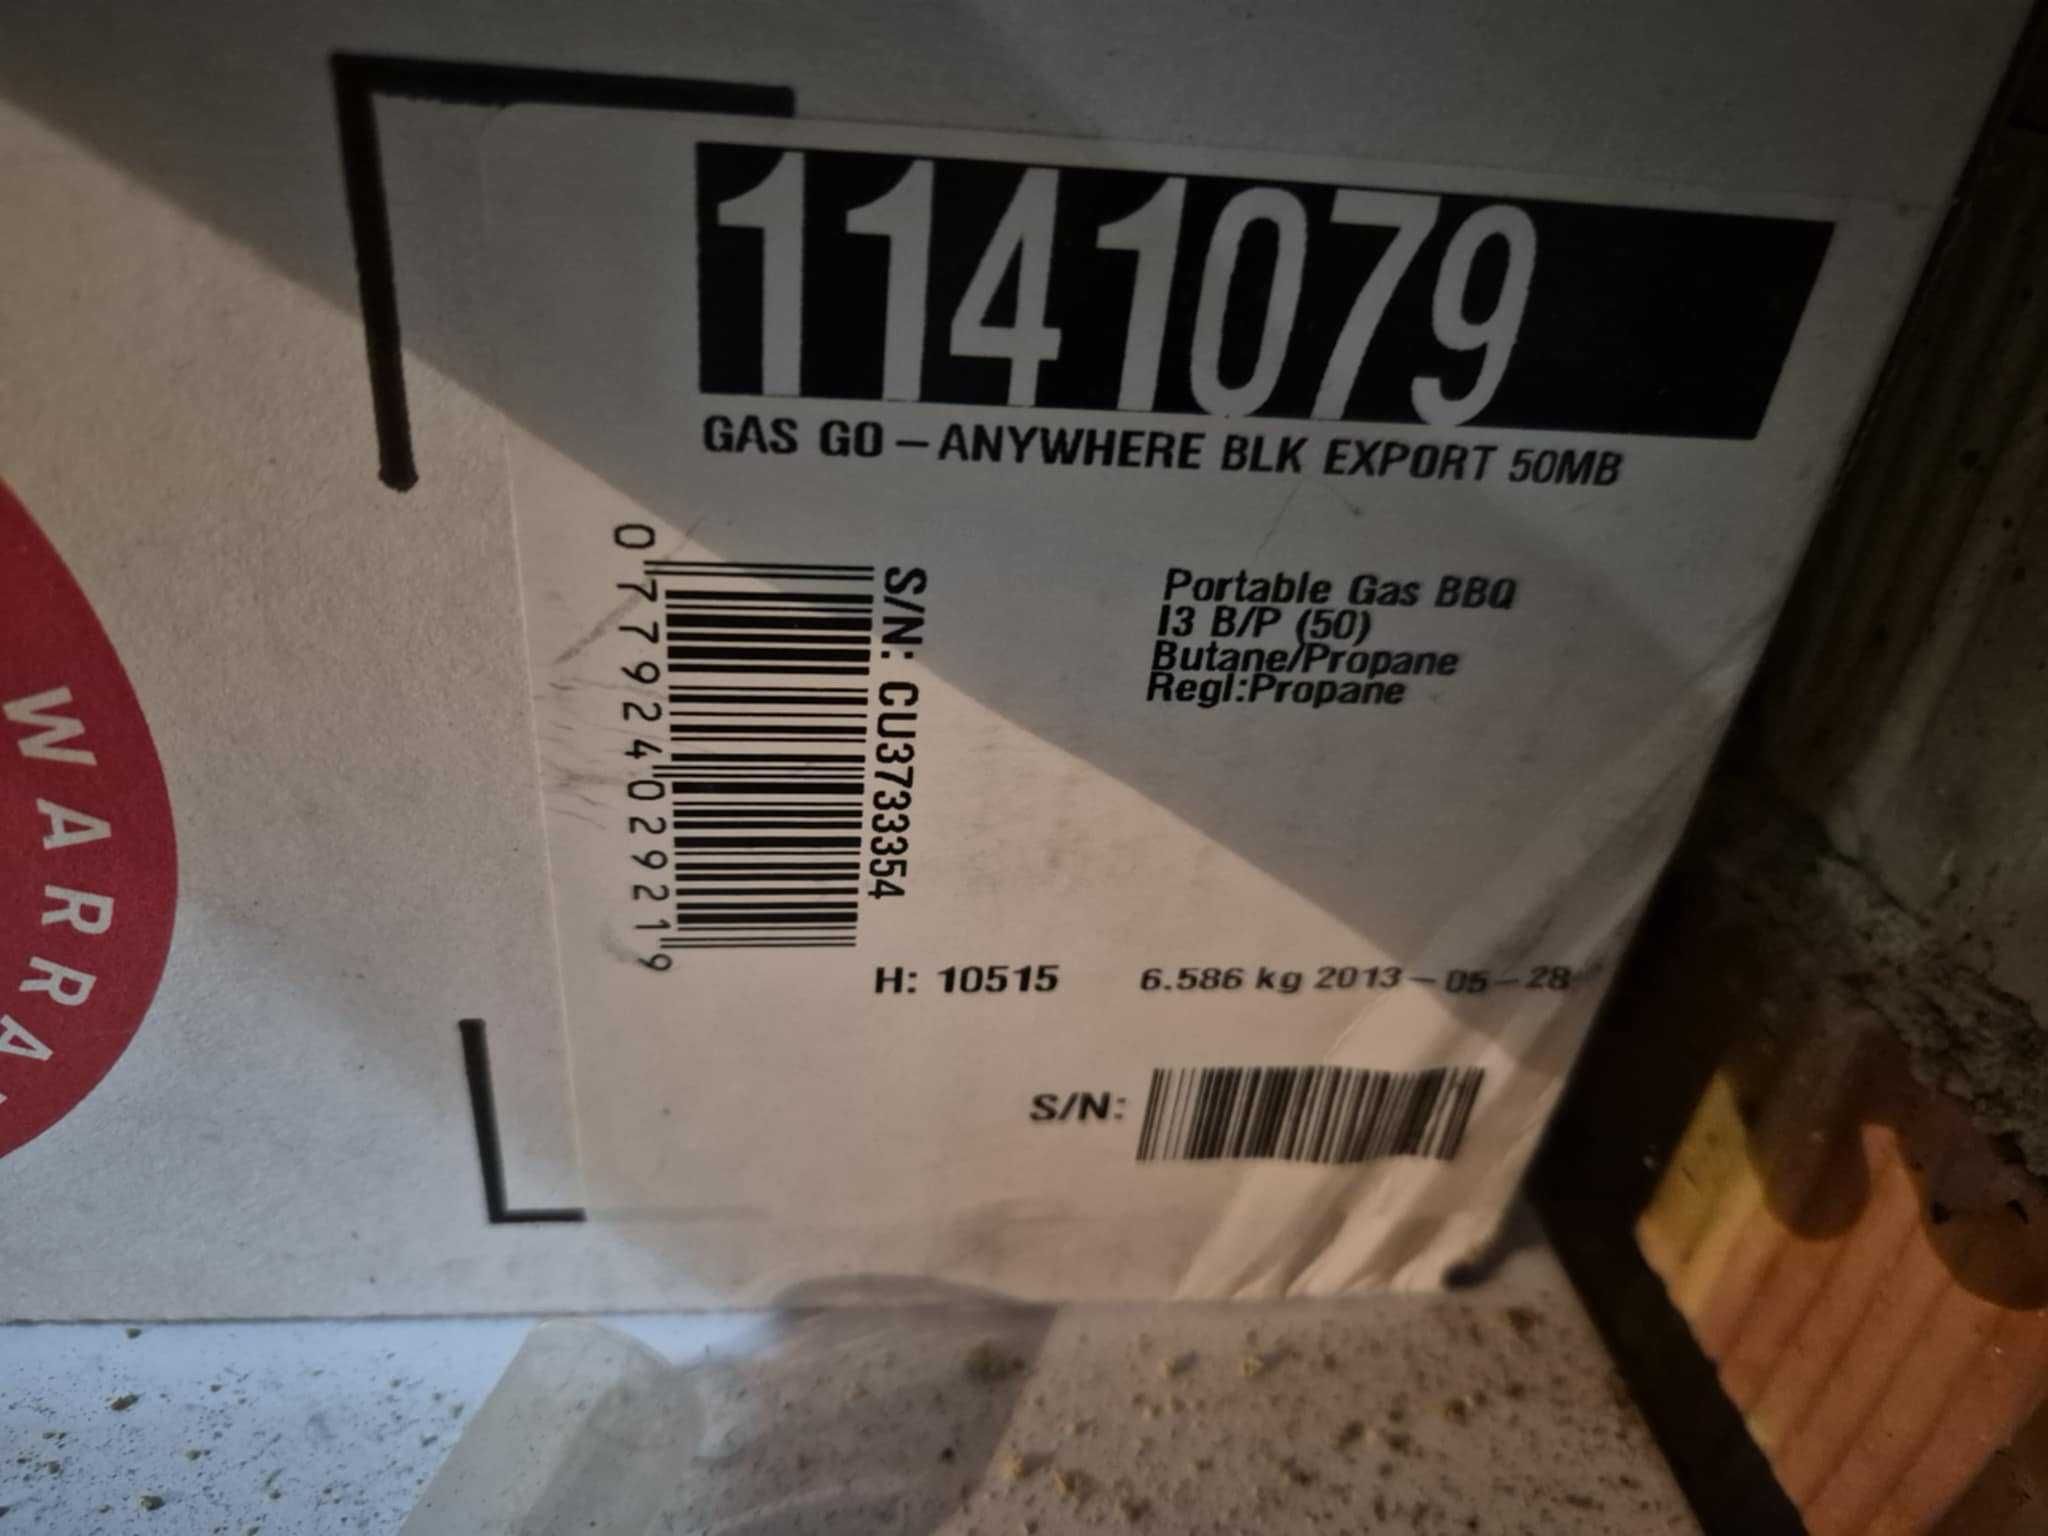 1141079
GAS GO-ANYWHERE BLK EXPORT 50MB
0 77924 02921 9
S/N: CU3733354
Portable Gas BBQ
I3 B/P (50)
Butane/Propane
Regl:Propane
H: 10515 6.586 kg 2013-05-28
S/N:
WARRA